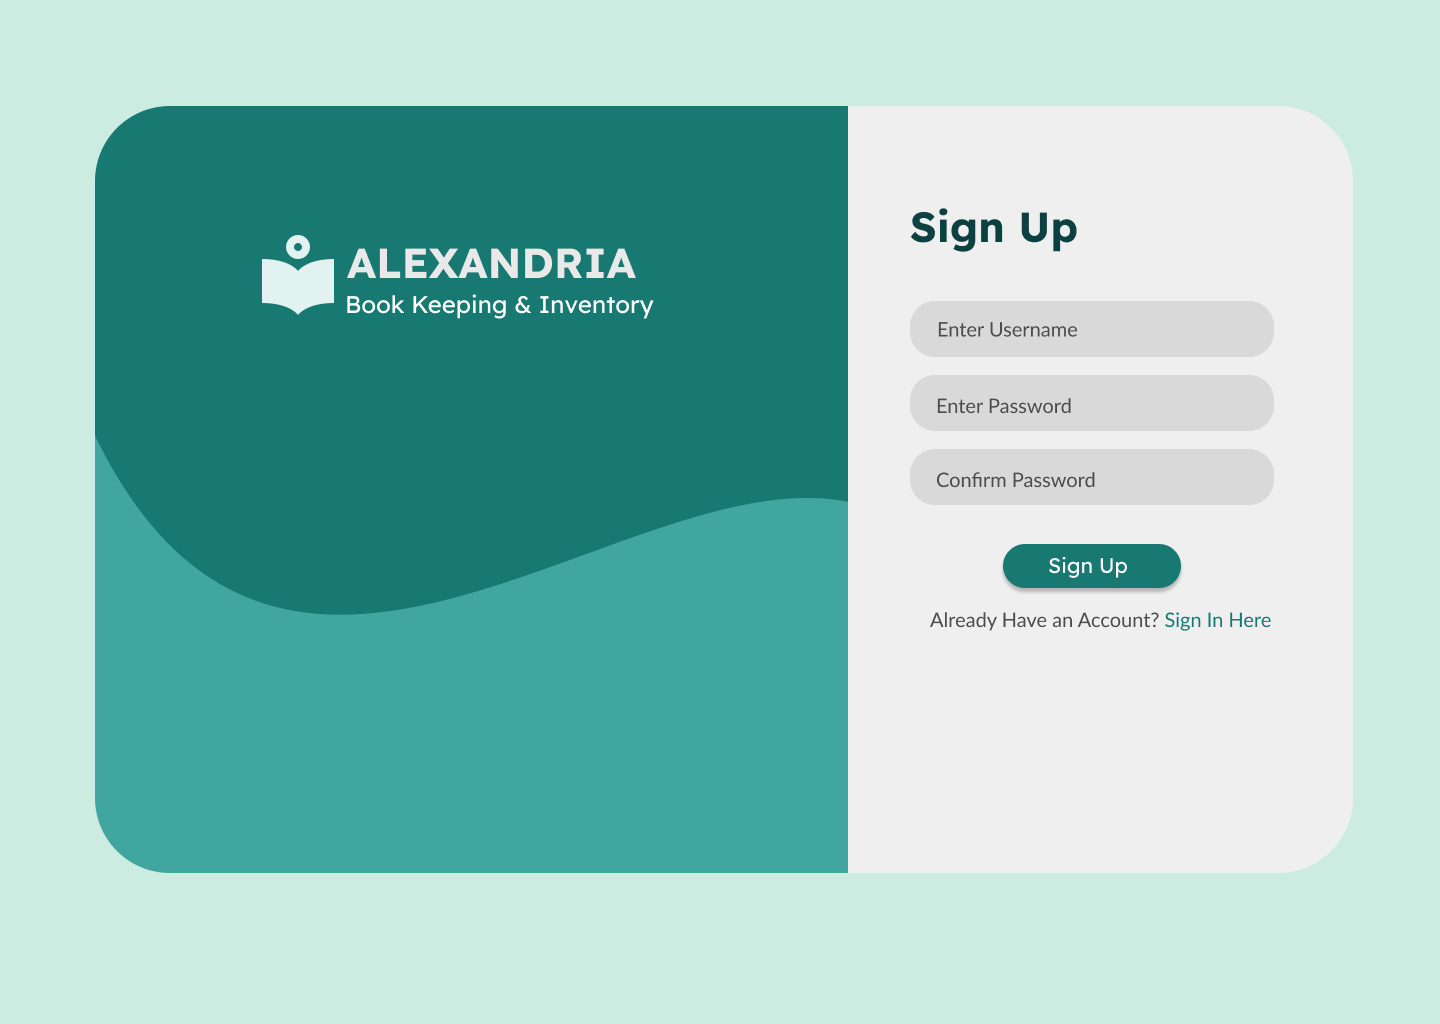 ALEXANDRIA
Book Keeping & Inventory
Sign Up
Enter Username
Enter Password
Confirm Password
Sign Up
Already Have an Account? Sign In Here